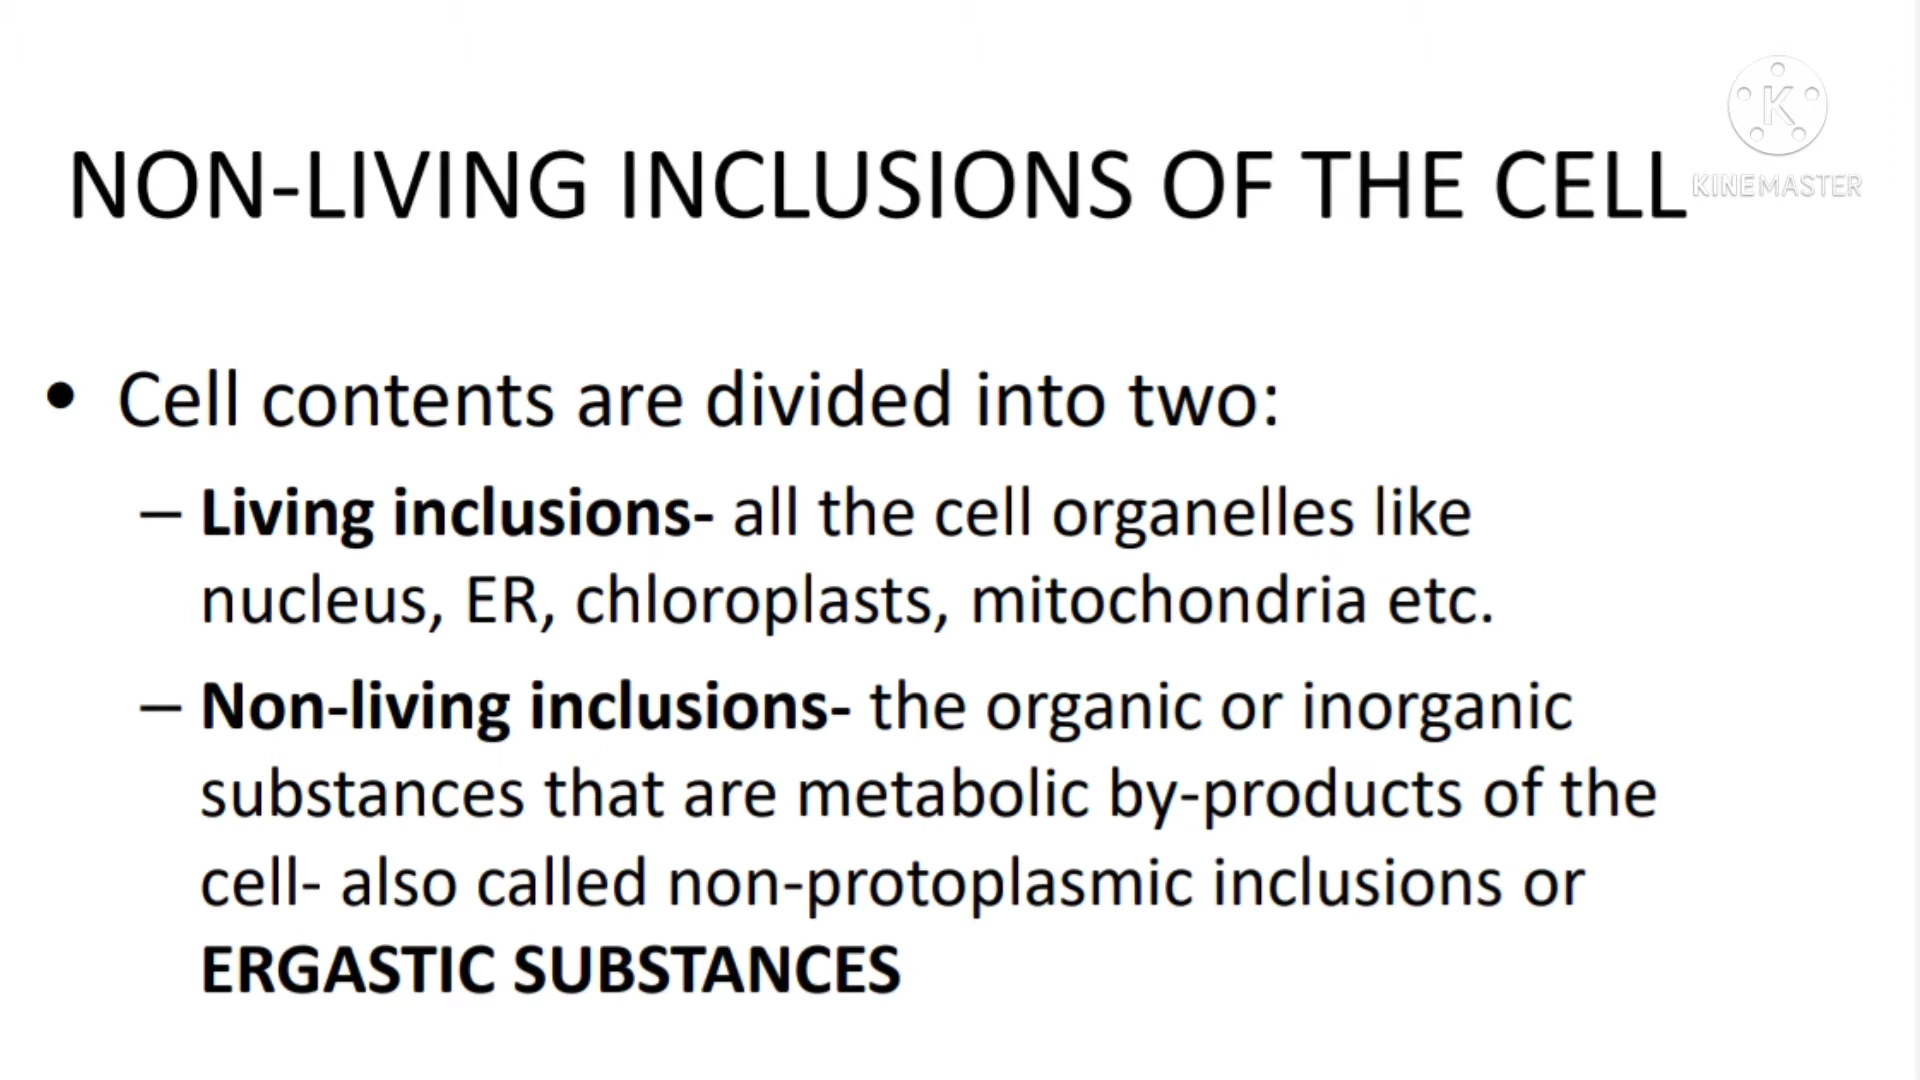 K
KINEMASTER
NON-LIVING INCLUSIONS OF THE CELL
• Cell contents are divided into two:
– Living inclusions- all the cell organelles like
nucleus, ER, chloroplasts, mitochondria etc.
– Non-living inclusions- the organic or inorganic
substances that are metabolic by-products of the
cell- also called non-protoplasmic inclusions or
ERGASTIC SUBSTANCES